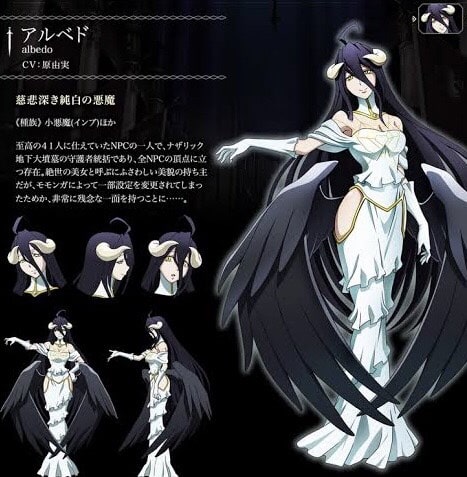 アルベド
albedo
CV：原由実
慈悲深き純白の悪魔
《種族》小悪魔(インプ)ほか
至高の４１人に仕えていたNPCの一人で、ナザリック
地下大墳墓の守護者統括であり、全NPCの頂点に立
つ存在。絶世の美女と呼ぶにふさわしい美貌の持ち主
だが、モモンガによって一部設定を変更されてしまっ
たためか、非常に残念な一面を持つことに……。